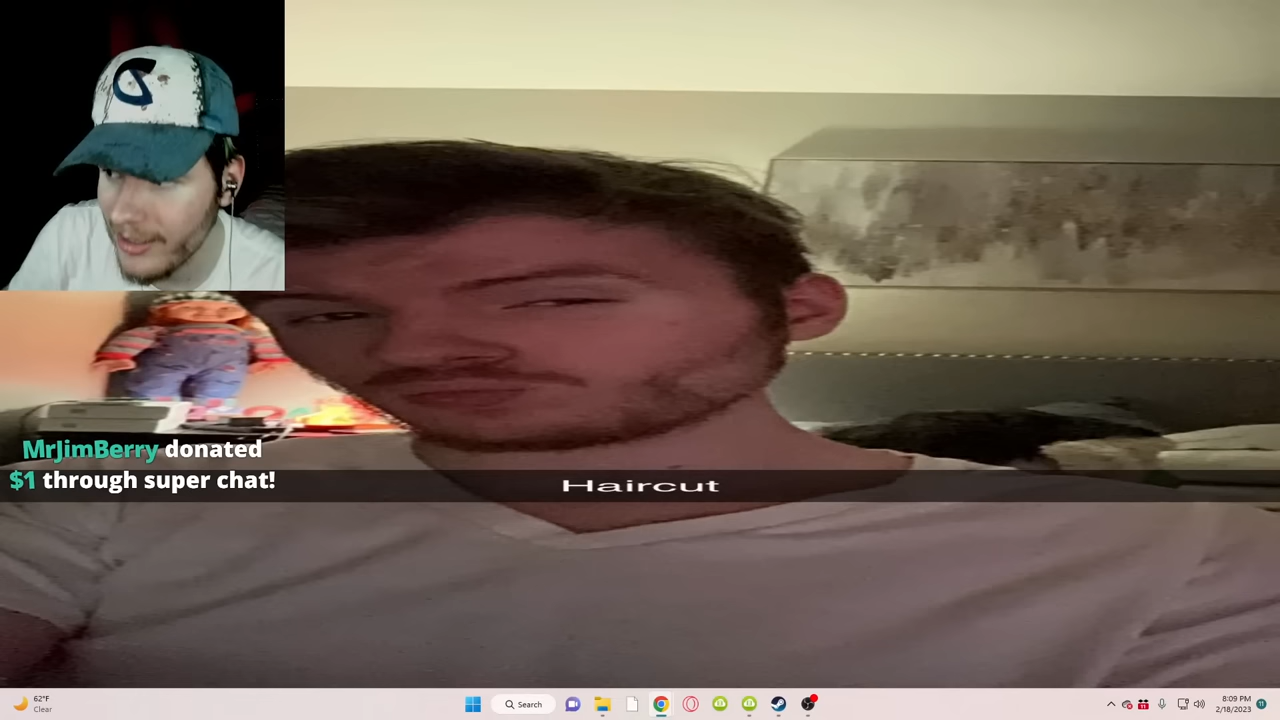 MrJimBerry donated
$1 through super chat!
Haircut
62°F
Clear
Search
8:09 PM
2/18/2023